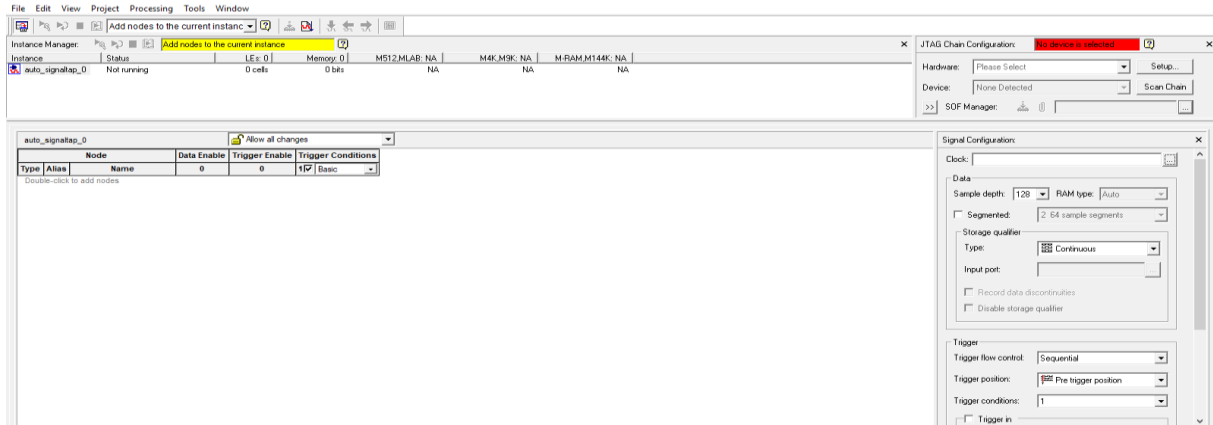 File Edit View Project Processing Tools Window
Add nodes to the current instanc
Instance Manager: Add nodes to the current instance
Instance Status LEs: 0 Memory: 0 M512,MLAB: NA M4K,M9K: NA M-RAM,M144K: NA
auto_signaltap_0 Not running 0 cells 0 bits NA NA NA
JTAG Chain Configuration: No device is selected
Hardware: Please Select Setup...
Device: None Detected Scan Chain
>> SOF Manager: ...
auto_signaltap_0 Allow all changes
Node Data Enable Trigger Enable Trigger Conditions
Type Alias Name 0 0 1 Basic
Double-click to add nodes
Signal Configuration:
Clock: ...
Data
Sample depth: 128 RAM type: Auto
Segmented: 2 64 sample segments
Storage qualifier
Type: Continuous
Input port: ...
Record data discontinuities
Disable storage qualifier
Trigger
Trigger flow control: Sequential
Trigger position: Pre trigger position
Trigger conditions: 1
Trigger in